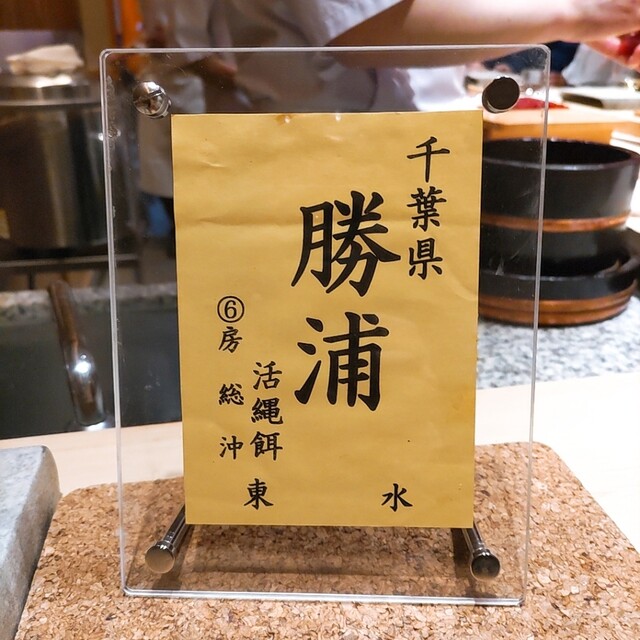 千葉県
勝浦
活縄餌
⑥房総沖
東水